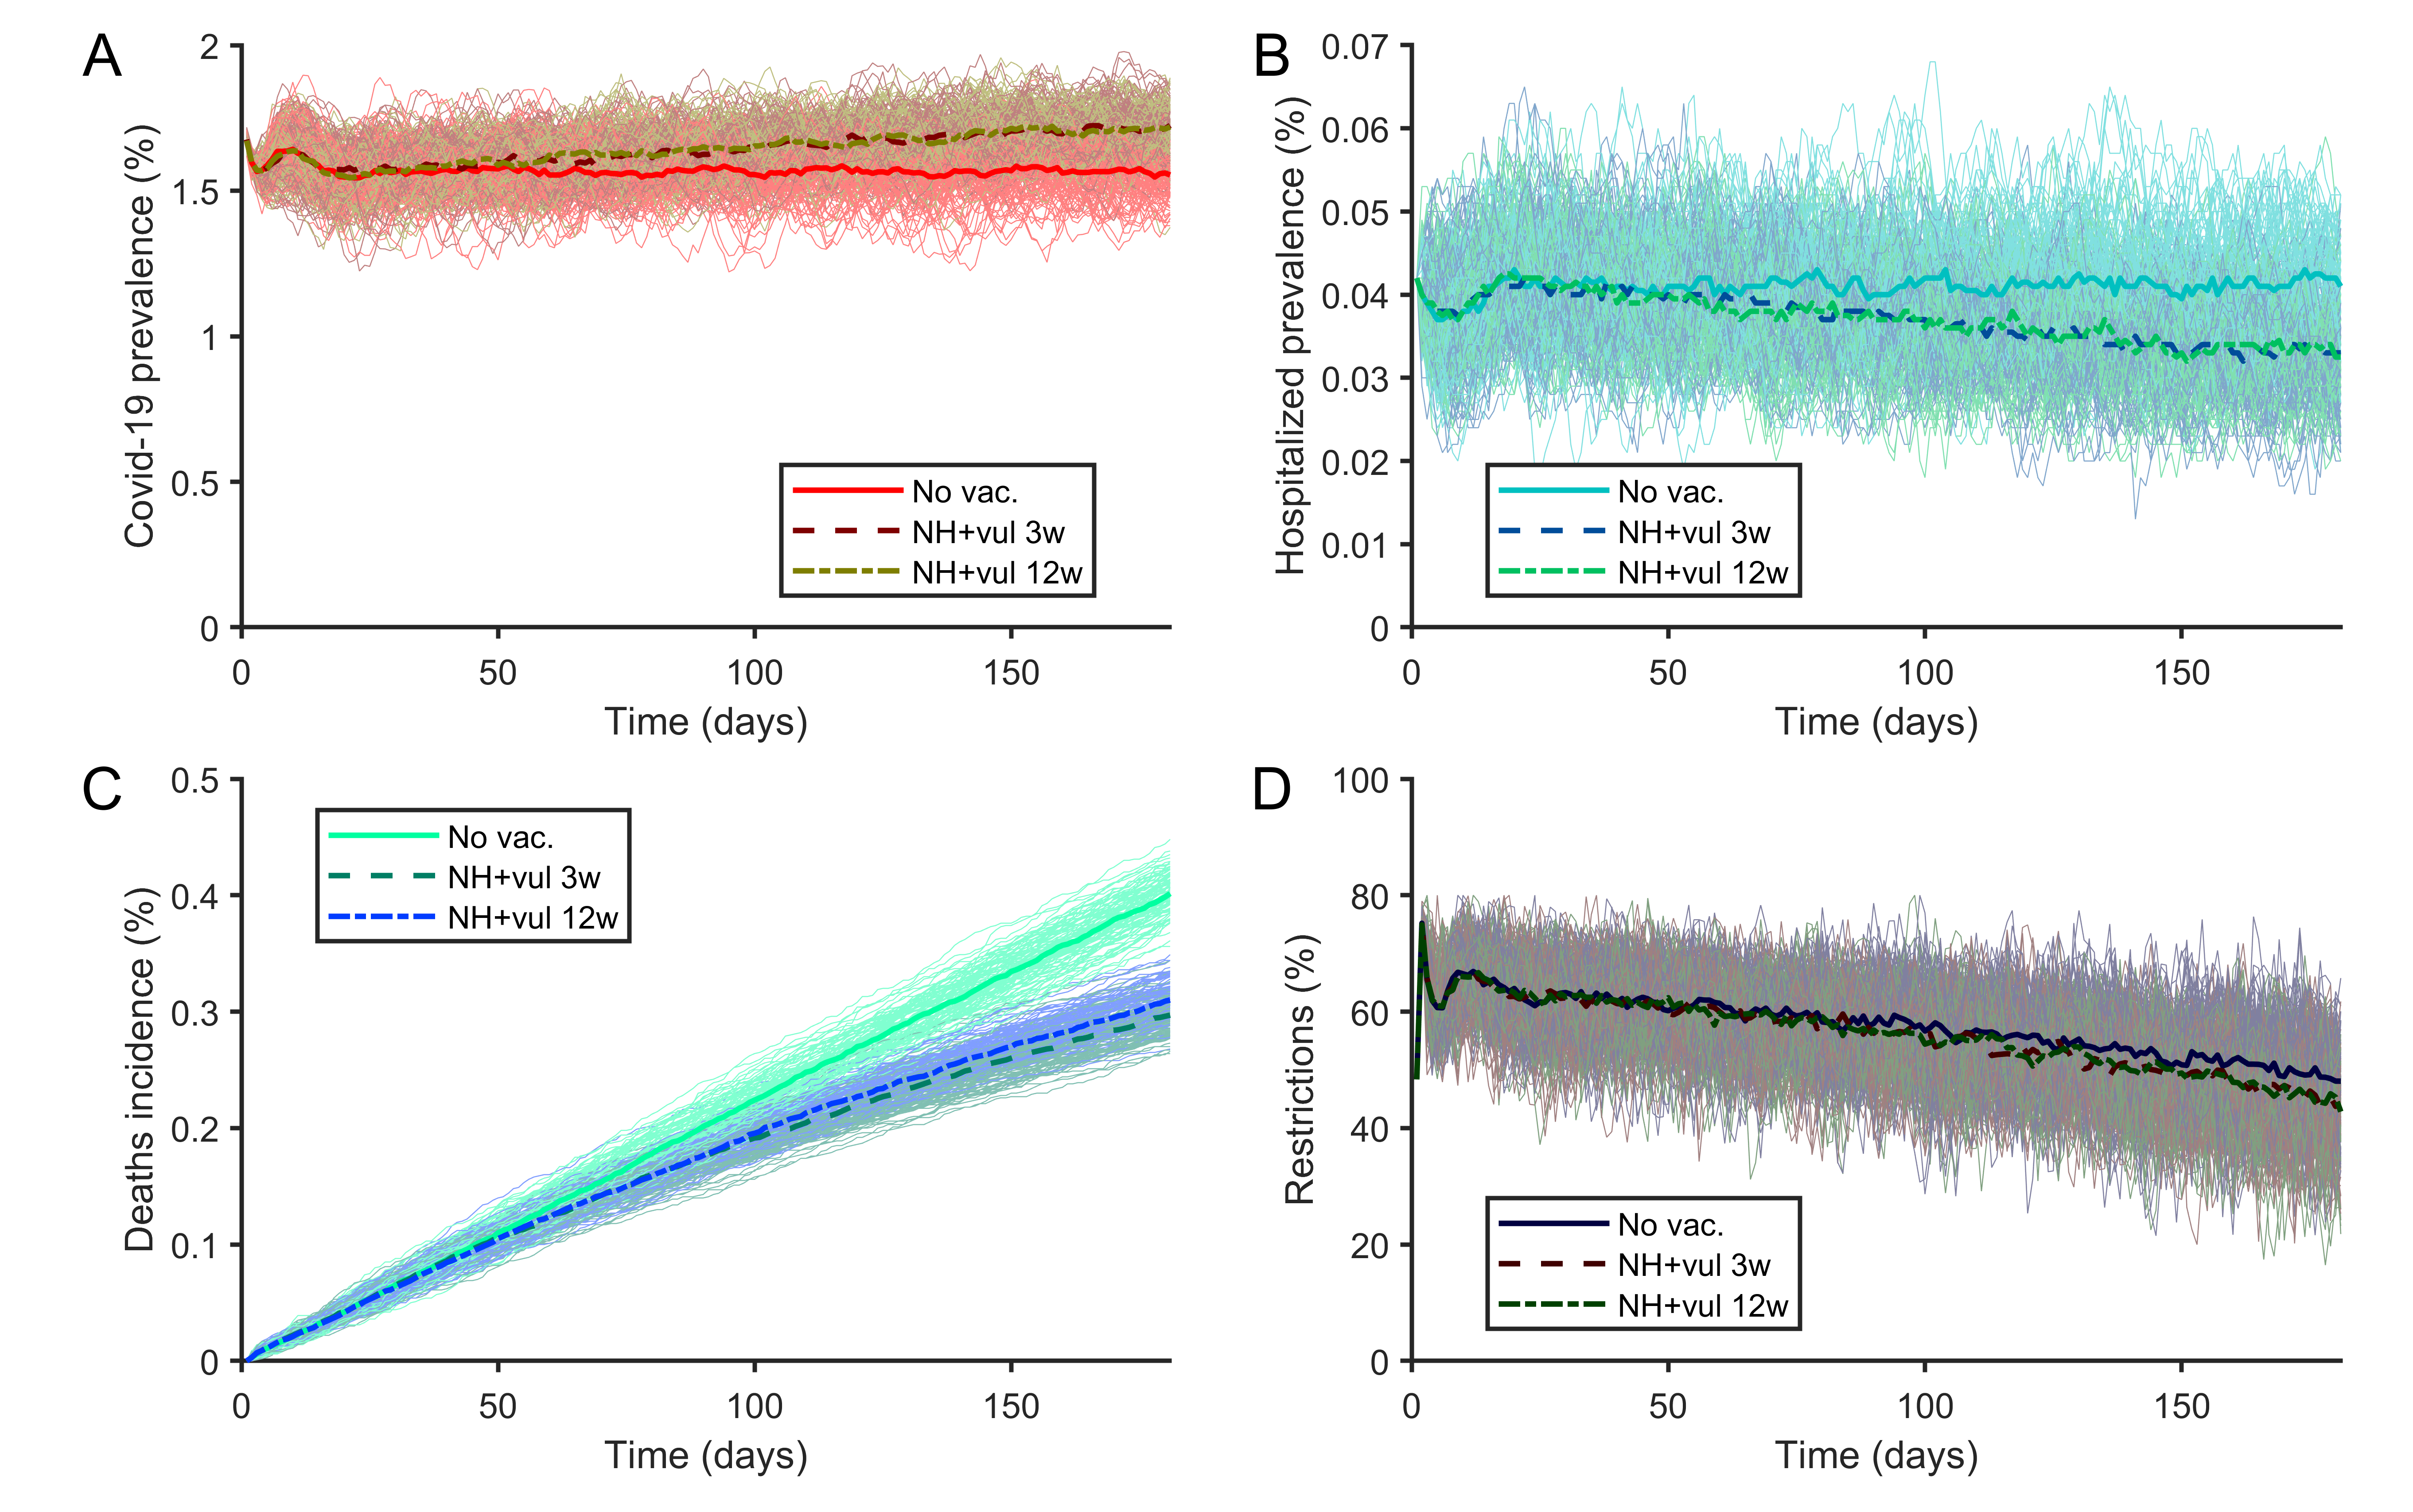 A
Covid-19 prevalence (%)
2
1.5
1
0.5
0
No vac.
NH+vul 3w
NH+vul 12w
0 50 100 150
Time (days)
B
Hospitalized prevalence (%)
0.07
0.06
0.05
0.04
0.03
0.02
0.01
0
No vac.
NH+vul 3w
NH+vul 12w
0 50 100 150
Time (days)
C
Deaths incidence (%)
0.5
0.4
0.3
0.2
0.1
0
No vac.
NH+vul 3w
NH+vul 12w
0 50 100 150
Time (days)
D
Restrictions (%)
100
80
60
40
20
0
No vac.
NH+vul 3w
NH+vul 12w
0 50 100 150
Time (days)